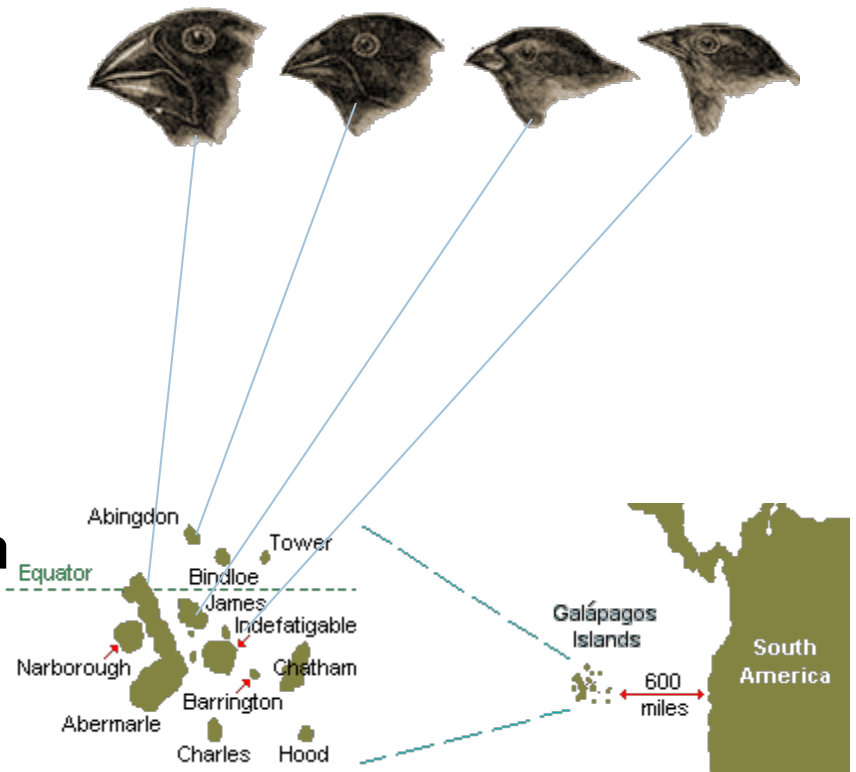 Abingdon
Tower
Bindloe
Equator
James
Indefatigable
Narborough
Chatham
Barrington
Abermarle
Charles
Hood
Galápagos
Islands
600
miles
South
America